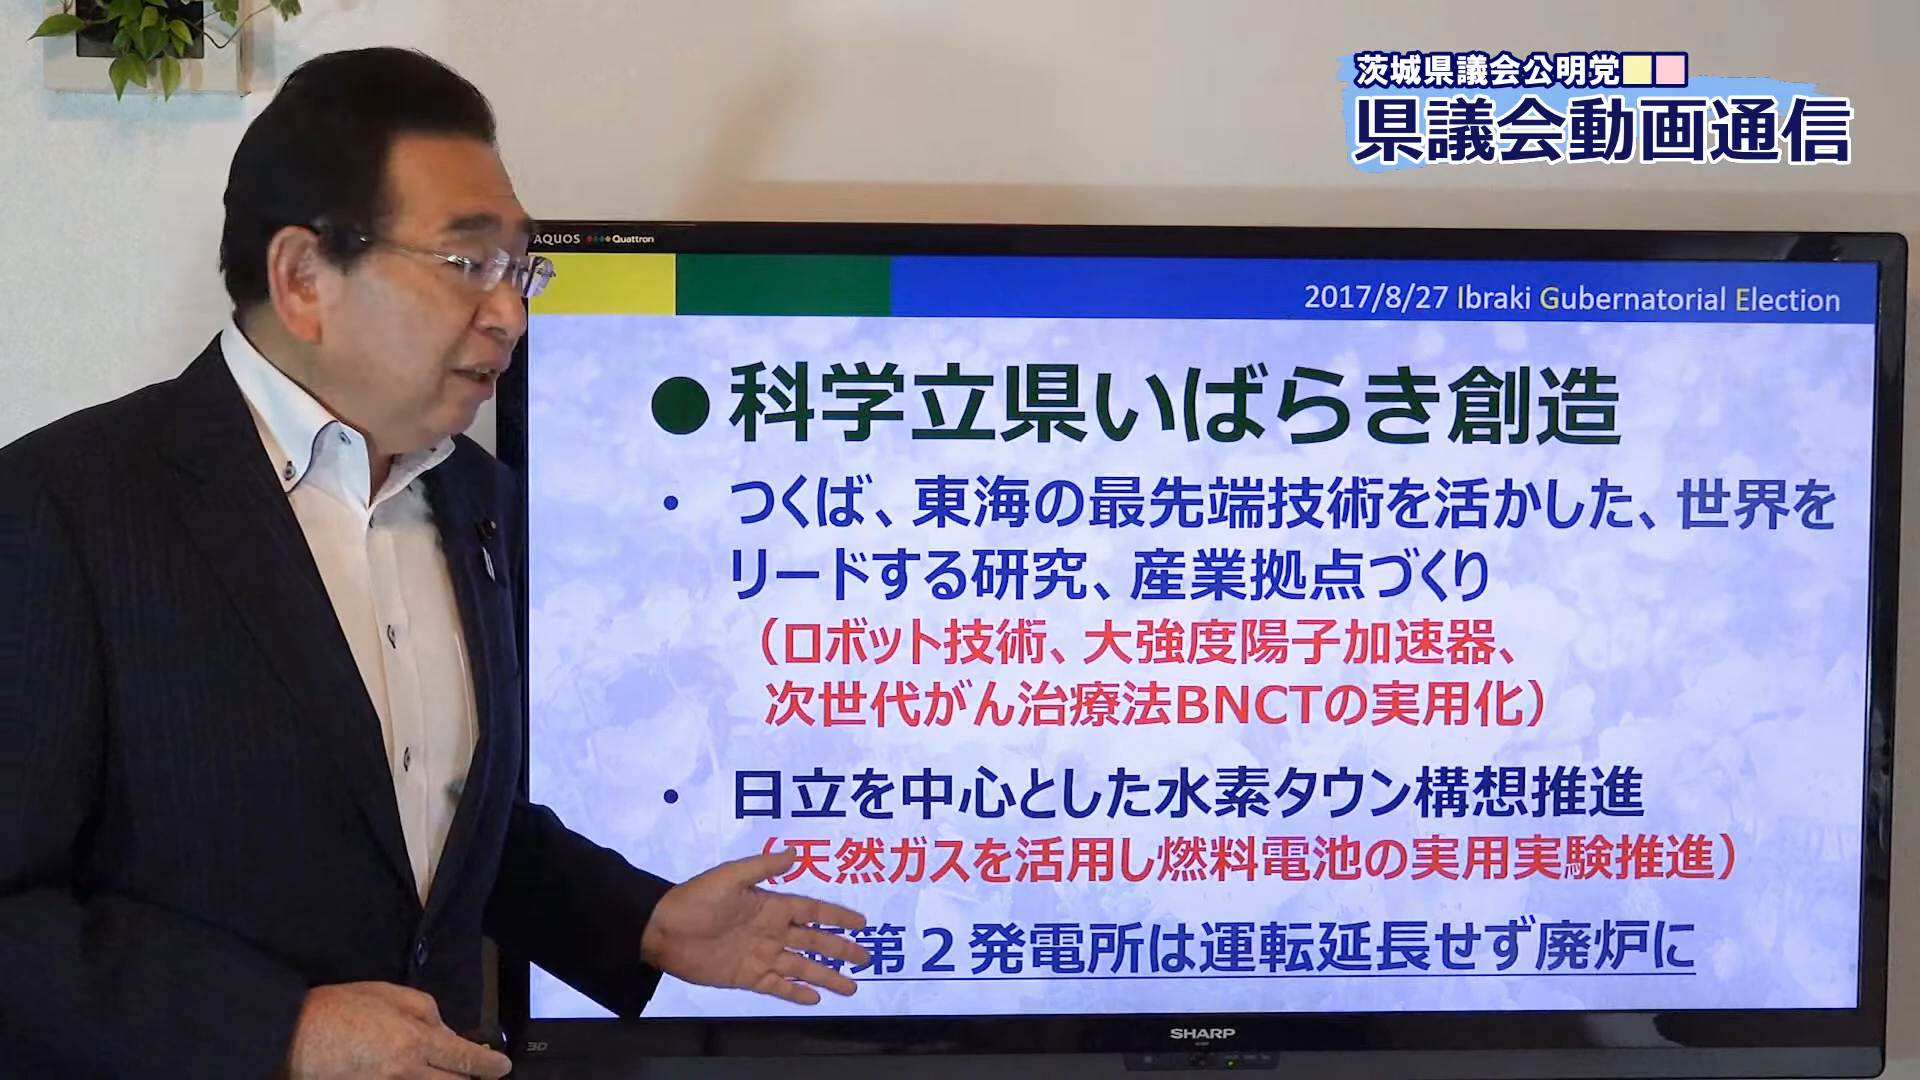 茨城県議会公明党
県議会動画通信
AQUOS Quattron
2017/8/27 Ibraki Gubernatorial Election
●科学立県いばらき創造
・ つくば、東海の最先端技術を活かした、世界を
リードする研究、産業拠点づくり
（ロボット技術、大強度陽子加速器、
次世代がん治療法BNCTの実用化）
・ 日立を中心とした水素タウン構想推進
（天然ガスを活用し燃料電池の実用実験推進）
海第２発電所は運転延長せず廃炉に
SHARP
3D